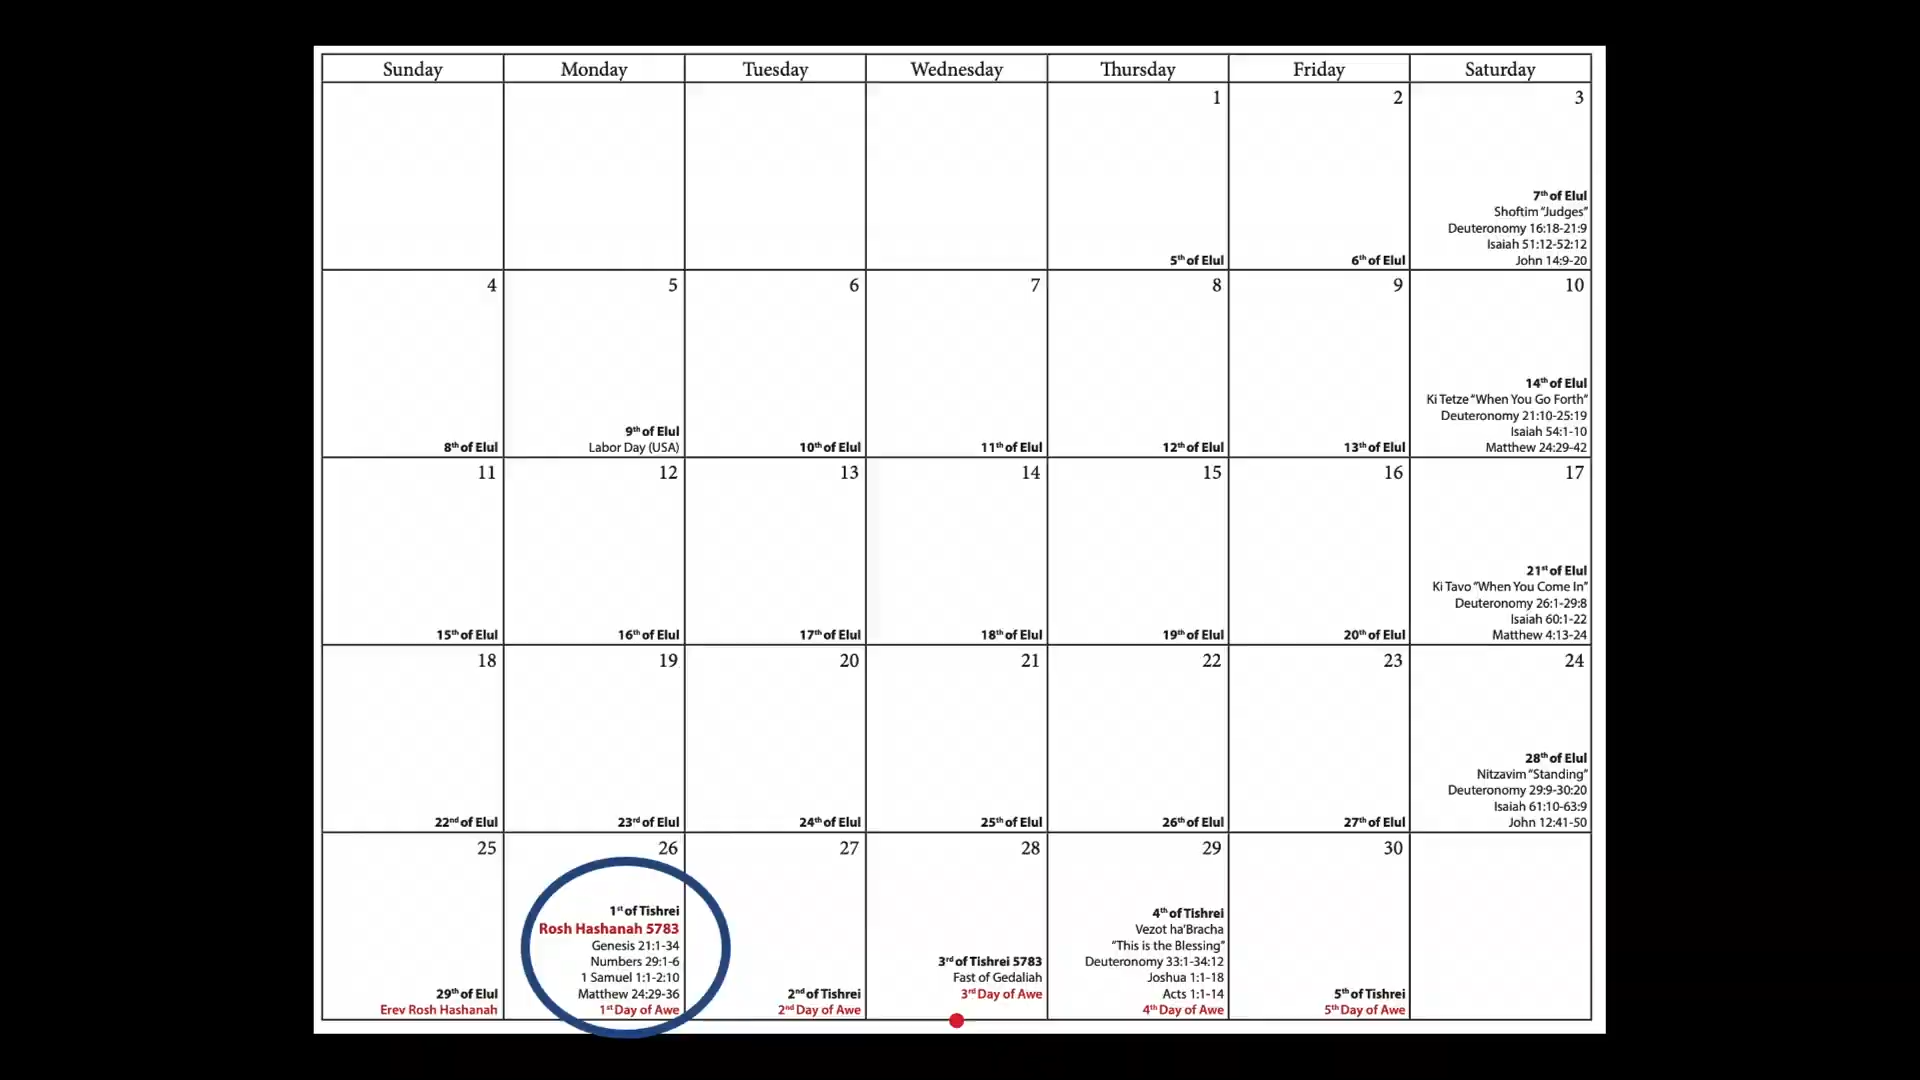 Sunday Monday Tuesday Wednesday Thursday Friday Saturday
1
5th of Elul
2
6th of Elul
3
7th of Elul
Shoftim “Judges”
Deuteronomy 16:18-21:9
Isaiah 51:12-52:12
John 14:9-20
4
8th of Elul
5
9th of Elul
Labor Day (USA)
6
10th of Elul
7
11th of Elul
8
12th of Elul
9
13th of Elul
10
14th of Elul
Ki Tetze “When You Go Forth”
Deuteronomy 21:10-25:19
Isaiah 54:1-10
Matthew 24:29-42
11
15th of Elul
12
16th of Elul
13
17th of Elul
14
18th of Elul
15
19th of Elul
16
20th of Elul
17
21st of Elul
Ki Tavo “When You Come In”
Deuteronomy 26:1-29:8
Isaiah 60:1-22
Matthew 4:13-24
18
22nd of Elul
19
23rd of Elul
20
24th of Elul
21
25th of Elul
22
26th of Elul
23
27th of Elul
24
28th of Elul
Nitzavim “Standing”
Deuteronomy 29:9-30:20
Isaiah 61:10-63:9
John 12:41-50
25
29th of Elul
Erev Rosh Hashanah
26
1st of Tishrei
Rosh Hashanah 5783
Genesis 21:1-34
Numbers 29:1-6
1 Samuel 1:1-2:10
Matthew 24:29-36
1st Day of Awe
27
2nd of Tishrei
2nd Day of Awe
28
3rd of Tishrei 5783
Fast of Gedaliah
3rd Day of Awe
29
4th of Tishrei
Vezot ha’Bracha
“This is the Blessing”
Deuteronomy 33:1-34:12
Joshua 1:1-18
Acts 1:1-14
4th Day of Awe
30
5th of Tishrei
5th Day of Awe